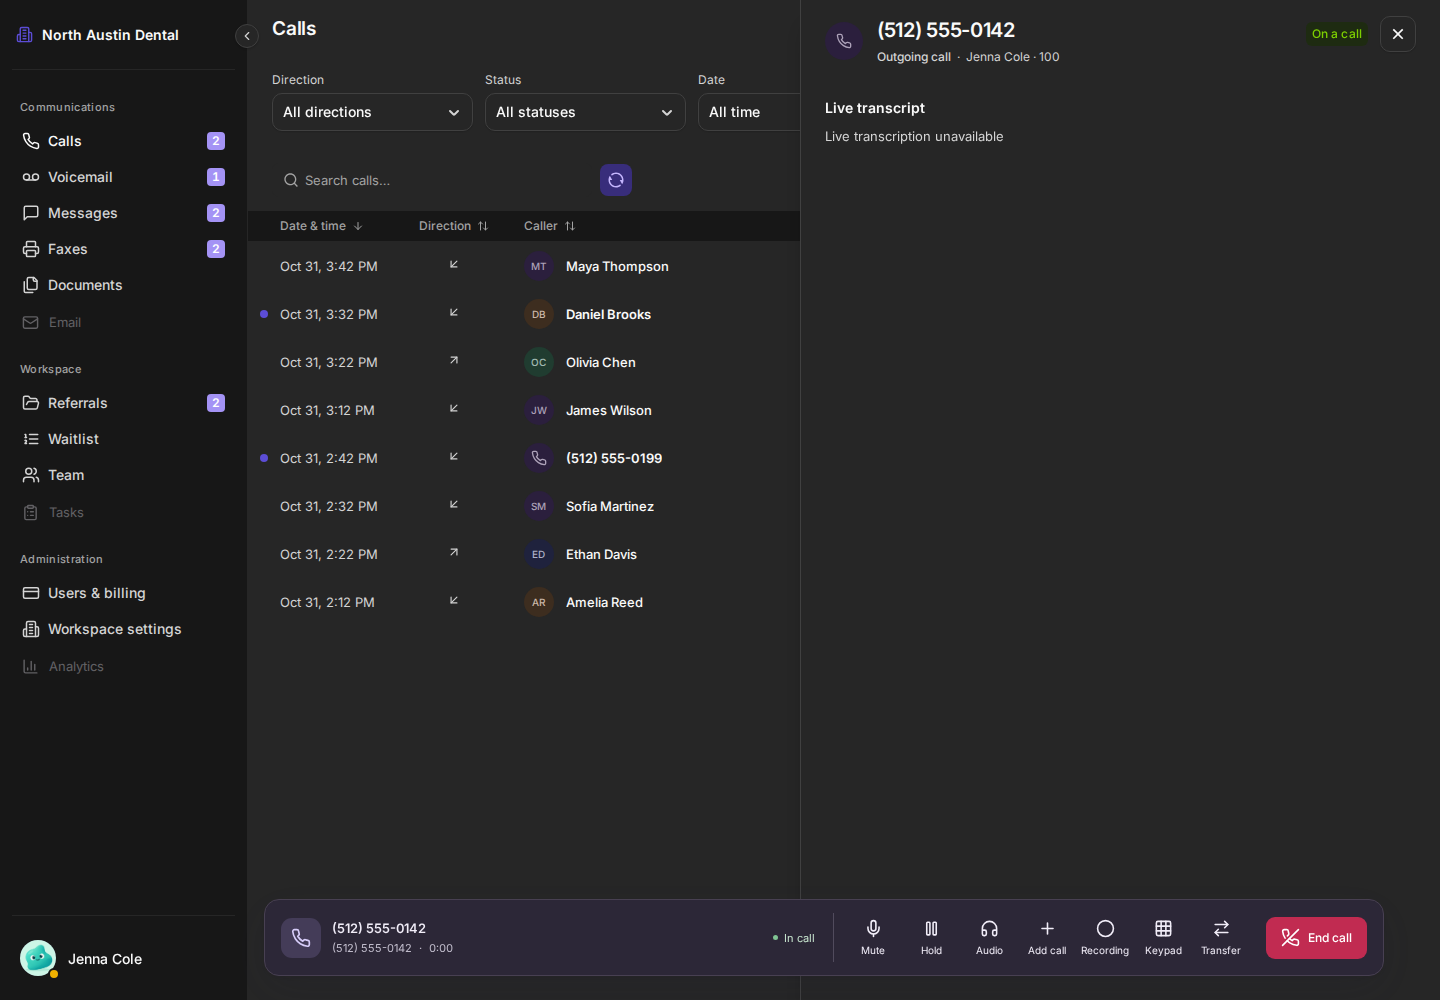 North Austin Dental
Communications
Calls 2
Voicemail 1
Messages 2
Faxes 2
Documents
Email
Workspace
Referrals 2
Waitlist
Team
Tasks
Administration
Users & billing
Workspace settings
Analytics
Jenna Cole
Calls
Direction Status Date
All directions All statuses All time
Search calls...
Date & time Direction Caller
Oct 31, 3:42 PM MT Maya Thompson
Oct 31, 3:32 PM DB Daniel Brooks
Oct 31, 3:22 PM OC Olivia Chen
Oct 31, 3:12 PM JW James Wilson
Oct 31, 2:42 PM (512) 555-0199
Oct 31, 2:32 PM SM Sofia Martinez
Oct 31, 2:22 PM ED Ethan Davis
Oct 31, 2:12 PM AR Amelia Reed
(512) 555-0142 On a call
Outgoing call · Jenna Cole · 100
Live transcript
Live transcription unavailable
(512) 555-0142
(512) 555-0142 · 0:00
In call
Mute Hold Audio Add call Recording Keypad Transfer
End call